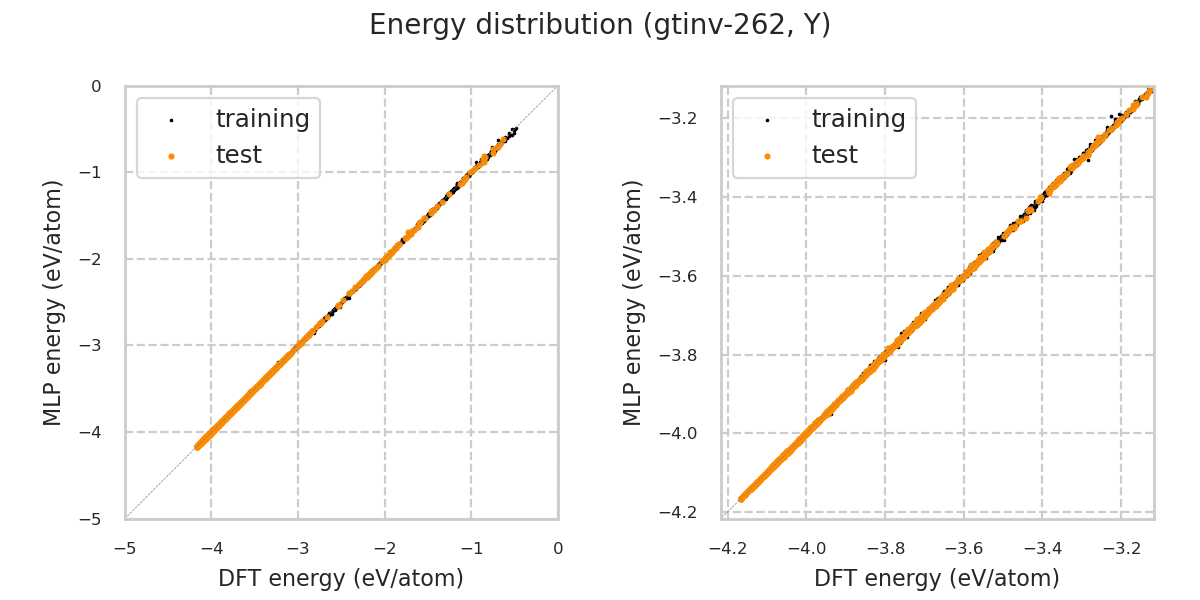 Energy distribution (gtinv-262, Y)
training
test
MLP energy (eV/atom)
0
−1
−2
−3
−4
−5
−5 −4 −3 −2 −1 0
DFT energy (eV/atom)
training
test
MLP energy (eV/atom)
−3.2
−3.4
−3.6
−3.8
−4.0
−4.2
−4.2 −4.0 −3.8 −3.6 −3.4 −3.2
DFT energy (eV/atom)